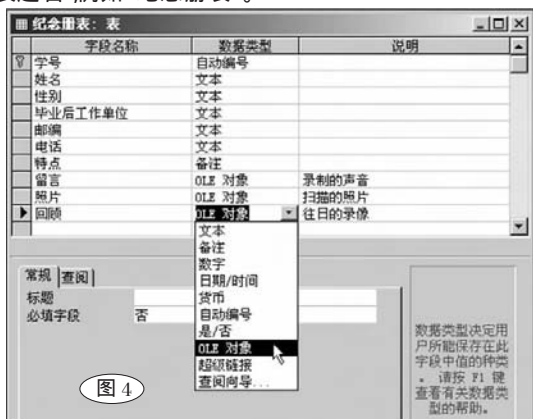 纪念册表：表
字段名称 数据类型 说明
学号 自动编号
姓名 文本
性别 文本
毕业后工作单位 文本
邮编 文本
电话 文本
特点 备注
留言 OLE 对象 录制的声音
照片 OLE 对象 扫描的照片
回顾 OLE 对象 往日的录像
文本
备注
数字
日期/时间
货币
自动编号
是/否
OLE 对象
超级链接
查阅向导...
常规 查阅
标题
必填字段 否
数据类型决定用
户所能保存在此
字段中值的种类
。请按 F1 键
查看有关数据类
型的帮助。
图 4